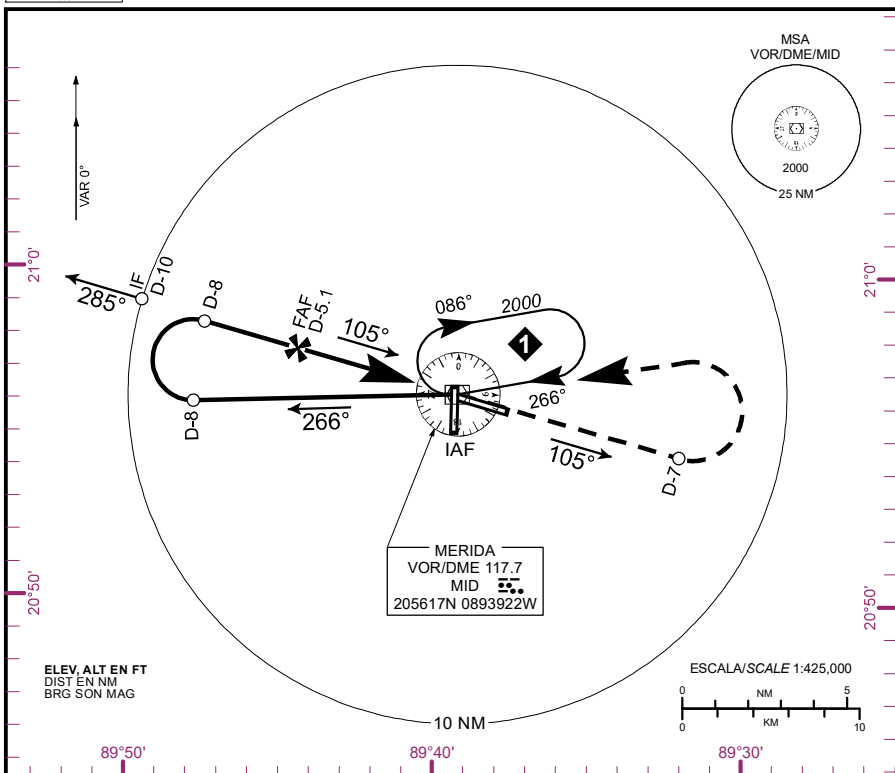 MSA
VOR/DME/MID
2000
25 NM
VAR 0°
21°0'
21°0'
IF
D-10
285°
D-8
FAF
D-5.1
105°
086°
2000
1
0
266°
D-8
266°
IAF
105°
D-7
MERIDA
VOR/DME 117.7
MID
205617N 0893922W
20°50'
20°50'
ELEV, ALT EN FT
DIST EN NM
BRG SON MAG
ESCALA/SCALE 1:425,000
0 NM 5
0 KM 10
10 NM
89°50'
89°40'
89°30'